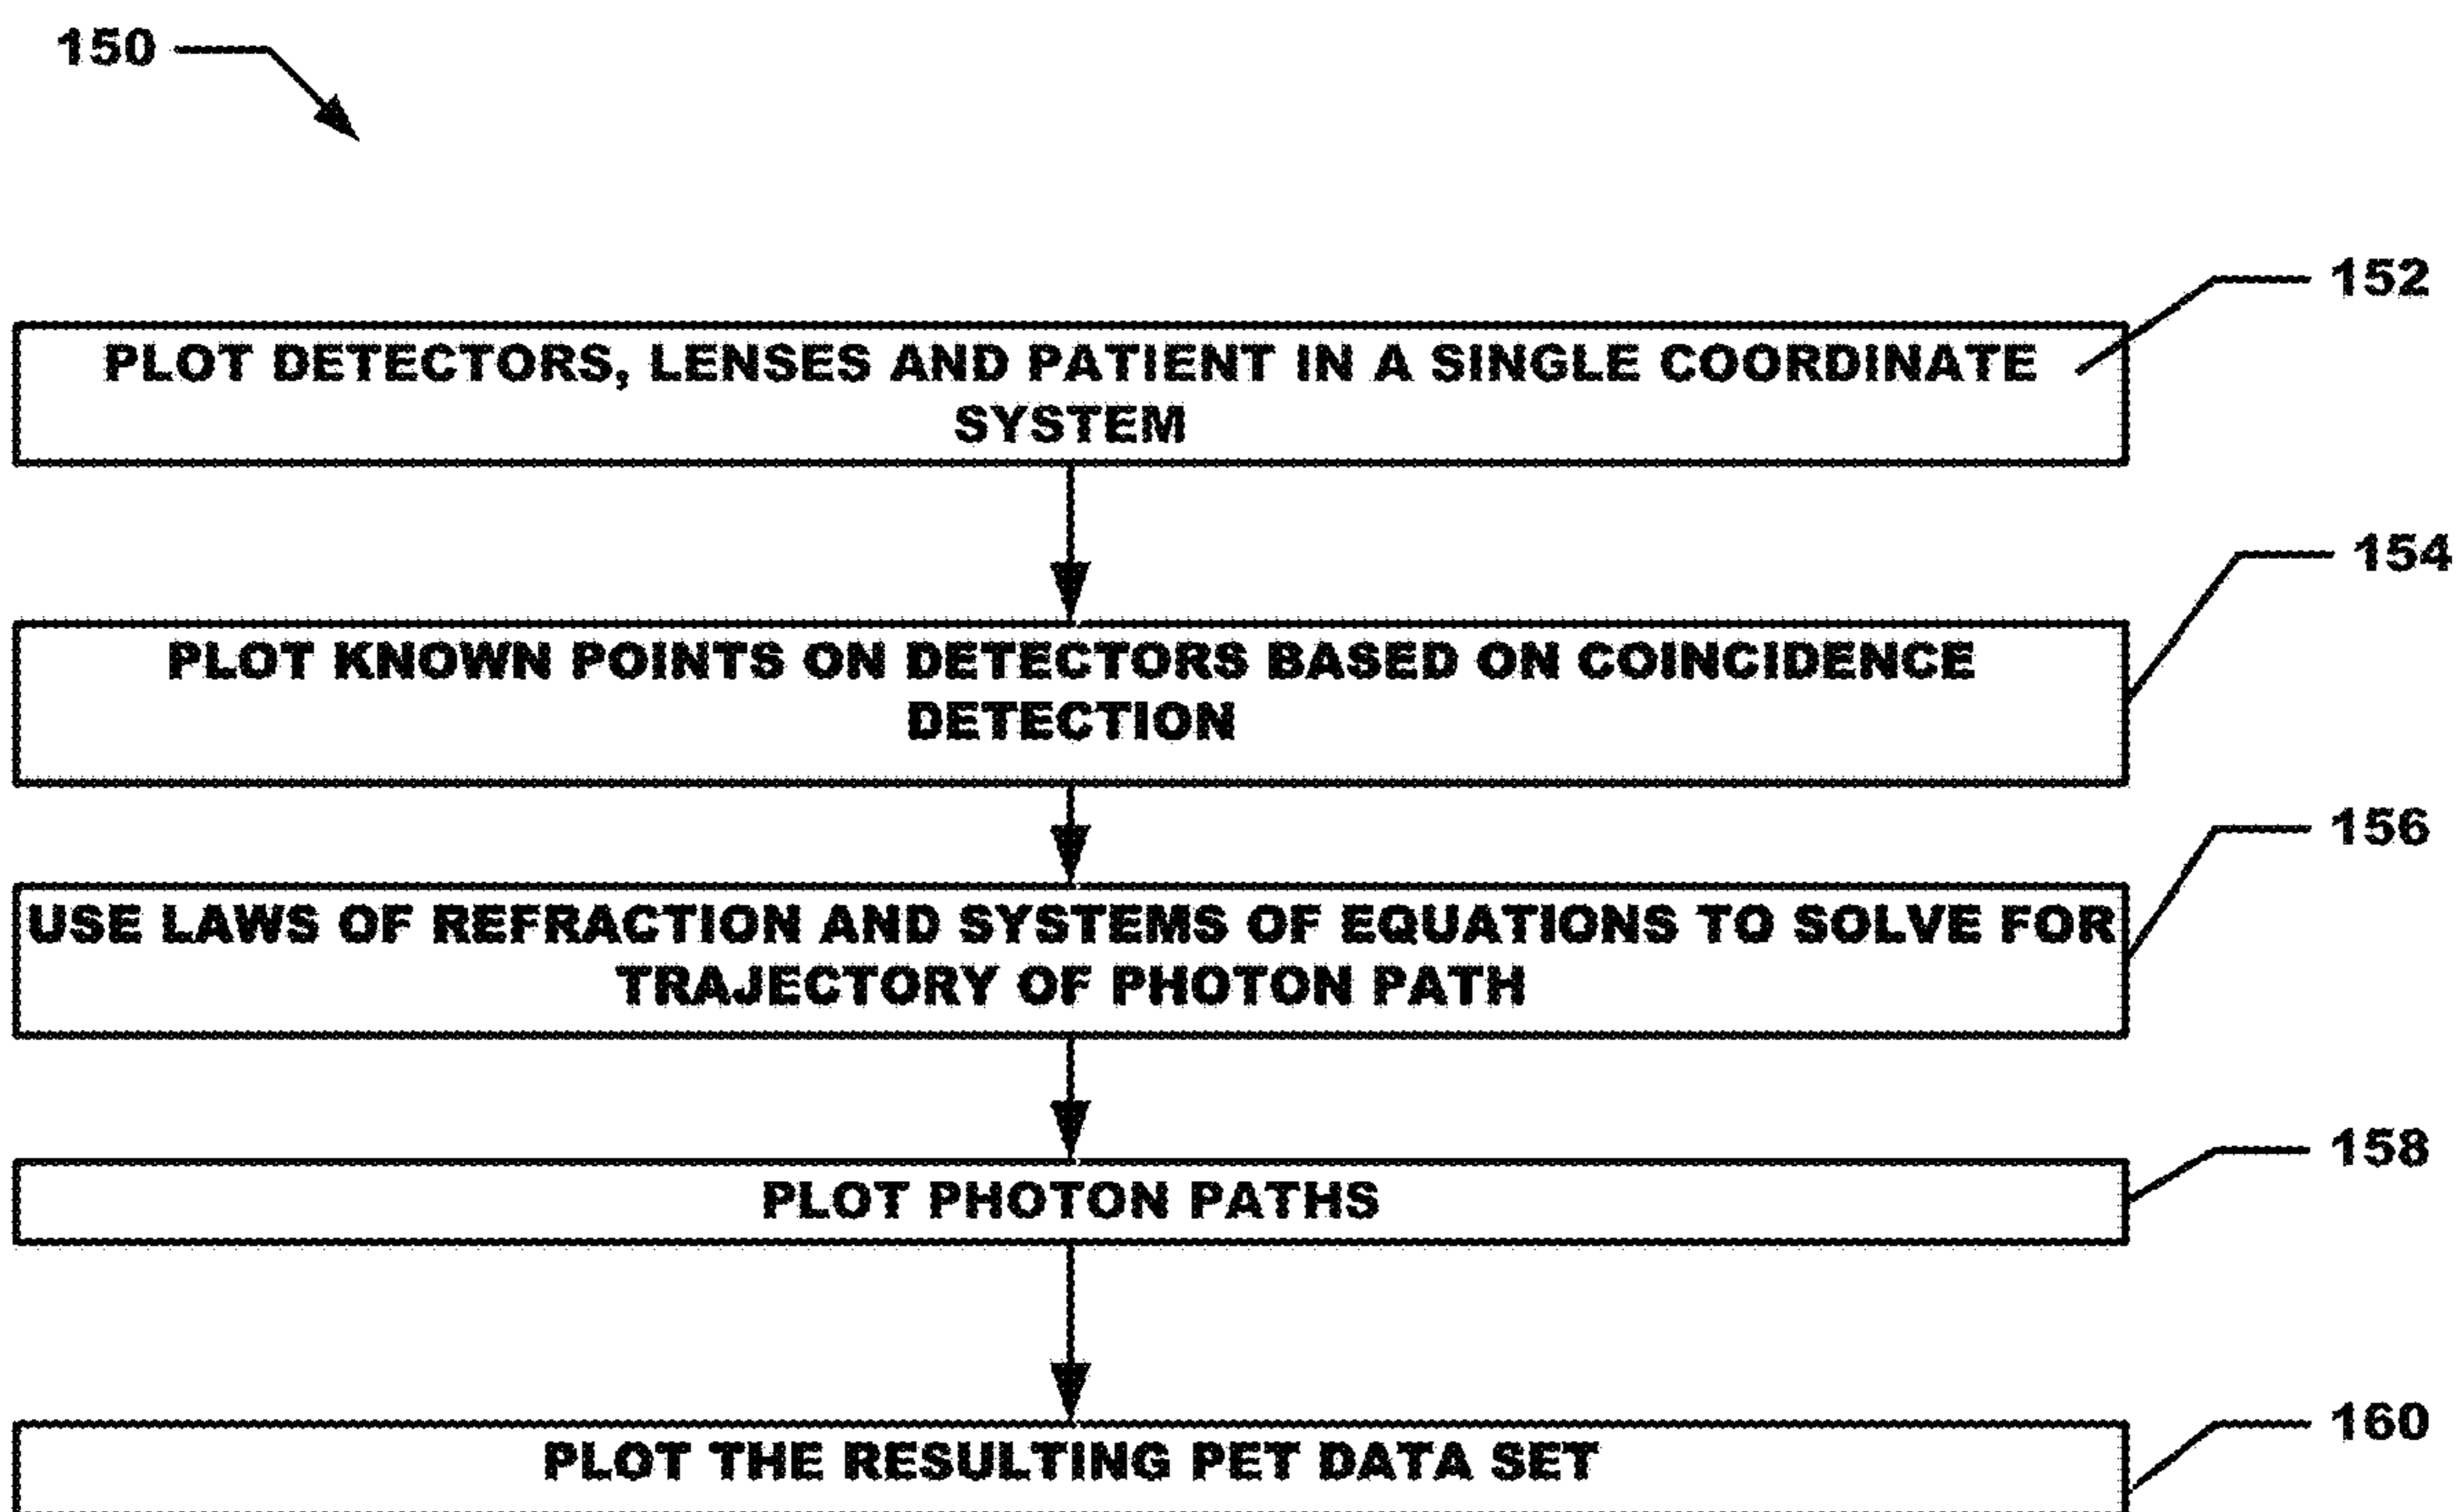 150
152
PLOT DETECTORS, LENSES AND PATIENT IN A SINGLE COORDINATE
SYSTEM
154
PLOT KNOWN POINTS ON DETECTORS BASED ON COINCIDENCE
DETECTION
156
USE LAWS OF REFRACTION AND SYSTEMS OF EQUATIONS TO SOLVE FOR
TRAJECTORY OF PHOTON PATH
158
PLOT PHOTON PATHS
160
PLOT THE RESULTING PET DATA SET